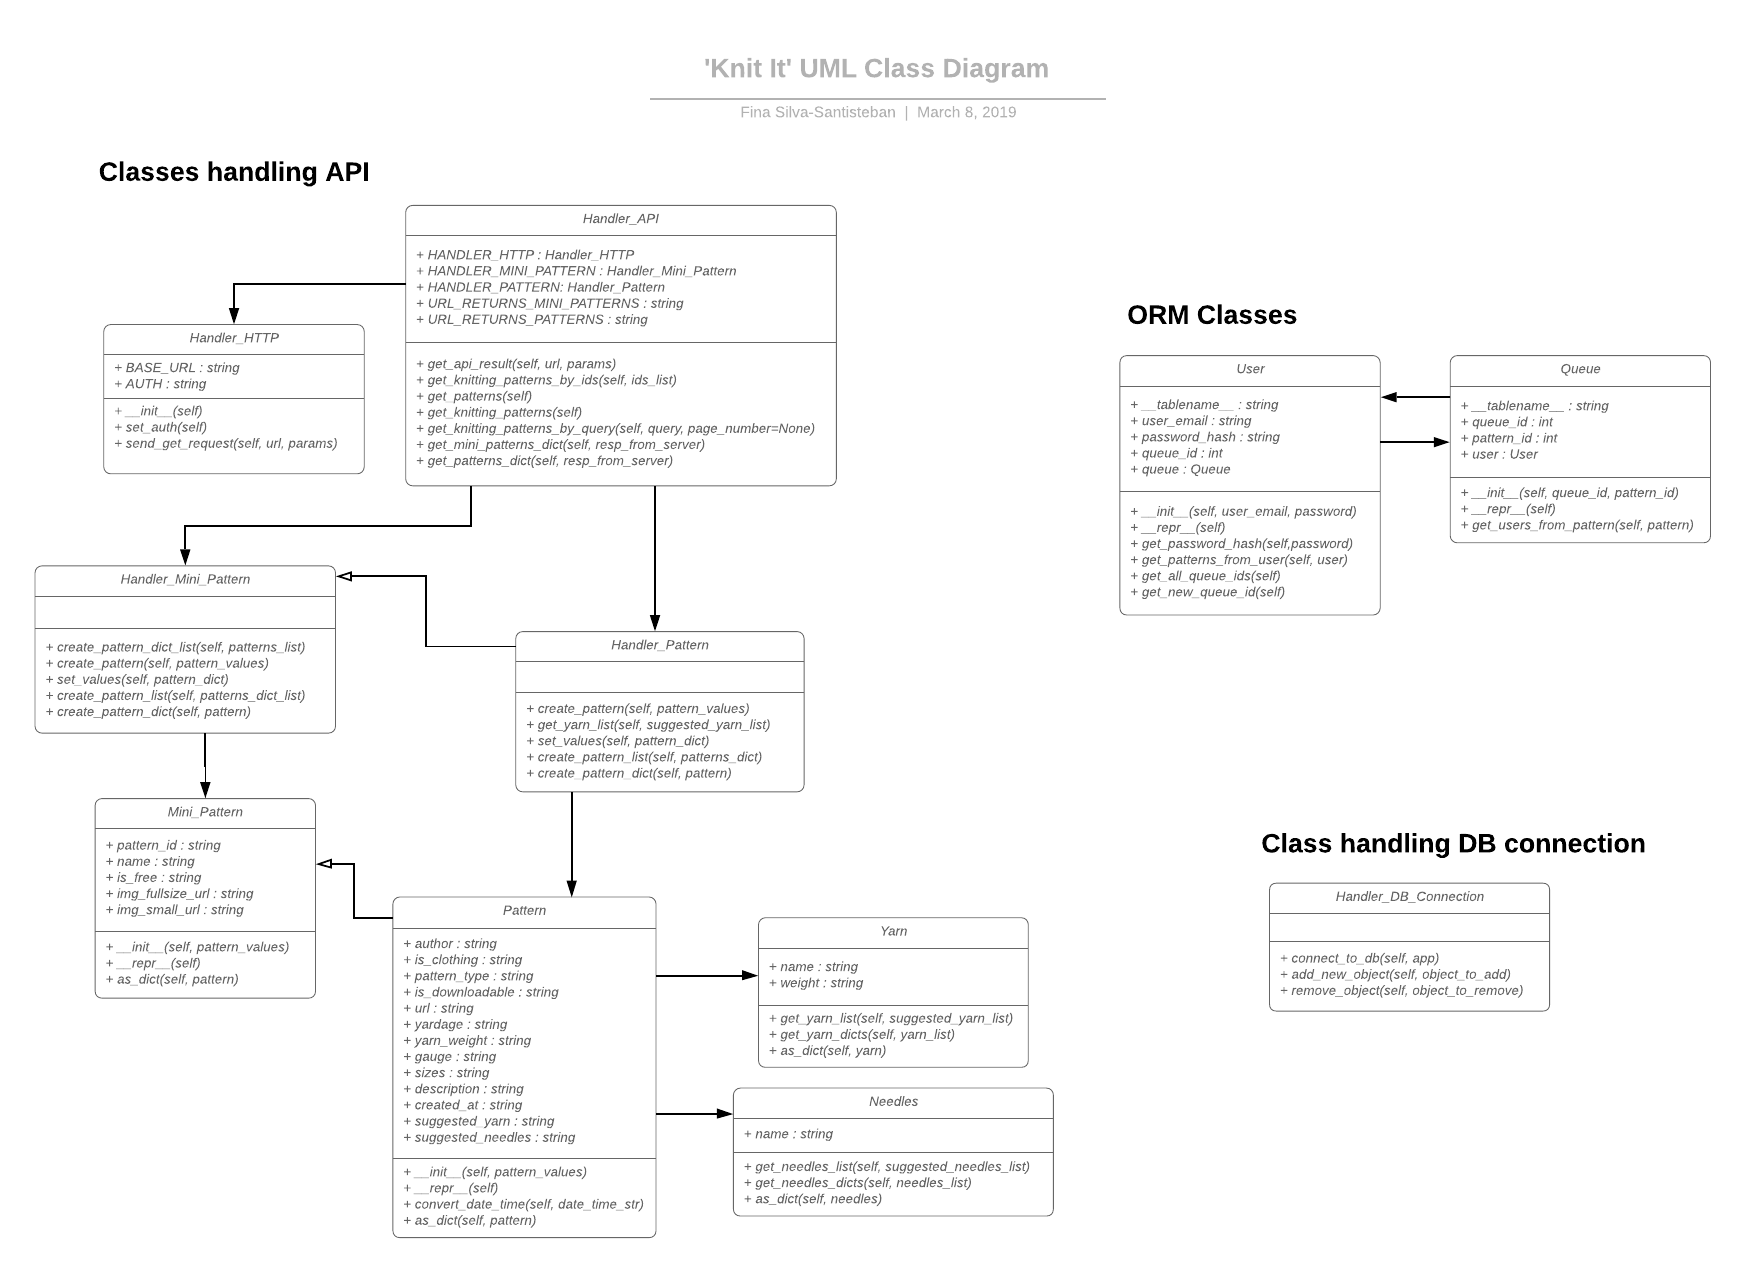 'Knit It' UML Class Diagram
Fina Silva-Santisteban | March 8, 2019
Classes handling API
Handler_API
+ HANDLER_HTTP : Handler_HTTP
+ HANDLER_MINI_PATTERN : Handler_Mini_Pattern
+ HANDLER_PATTERN: Handler_Pattern
+ URL_RETURNS_MINI_PATTERNS : string
+ URL_RETURNS_PATTERNS : string
+ get_api_result(self, url, params)
+ get_knitting_patterns_by_ids(self, ids_list)
+ get_patterns(self)
+ get_knitting_patterns(self)
+ get_knitting_patterns_by_query(self, query, page_number=None)
+ get_mini_patterns_dict(self, resp_from_server)
+ get_patterns_dict(self, resp_from_server)
Handler_HTTP
+ BASE_URL : string
+ AUTH : string
+ __init__(self)
+ set_auth(self)
+ send_get_request(self, url, params)
Handler_Mini_Pattern
+ create_pattern_dict_list(self, patterns_list)
+ create_pattern(self, pattern_values)
+ set_values(self, pattern_dict)
+ create_pattern_list(self, patterns_dict_list)
+ create_pattern_dict(self, pattern)
Handler_Pattern
+ create_pattern(self, pattern_values)
+ get_yarn_list(self, suggested_yarn_list)
+ set_values(self, pattern_dict)
+ create_pattern_list(self, patterns_dict)
+ create_pattern_dict(self, pattern)
Mini_Pattern
+ pattern_id : string
+ name : string
+ is_free : string
+ img_fullsize_url : string
+ img_small_url : string
+ __init__(self, pattern_values)
+ __repr__(self)
+ as_dict(self, pattern)
Pattern
+ author : string
+ is_clothing : string
+ pattern_type : string
+ is_downloadable : string
+ url : string
+ yardage : string
+ yarn_weight : string
+ gauge : string
+ sizes : string
+ description : string
+ created_at : string
+ suggested_yarn : string
+ suggested_needles : string
+ __init__(self, pattern_values)
+ __repr__(self)
+ convert_date_time(self, date_time_str)
+ as_dict(self, pattern)
Yarn
+ name : string
+ weight : string
+ get_yarn_list(self, suggested_yarn_list)
+ get_yarn_dicts(self, yarn_list)
+ as_dict(self, yarn)
Needles
+ name : string
+ get_needles_list(self, suggested_needles_list)
+ get_needles_dicts(self, needles_list)
+ as_dict(self, needles)
ORM Classes
User
+ __tablename__ : string
+ user_email : string
+ password_hash : string
+ queue_id : int
+ queue : Queue
+ __init__(self, user_email, password)
+ __repr__(self)
+ get_password_hash(self,password)
+ get_patterns_from_user(self, user)
+ get_all_queue_ids(self)
+ get_new_queue_id(self)
Queue
+ __tablename__ : string
+ queue_id : int
+ pattern_id : int
+ user : User
+ __init__(self, queue_id, pattern_id)
+ __repr__(self)
+ get_users_from_pattern(self, pattern)
Class handling DB connection
Handler_DB_Connection
+ connect_to_db(self, app)
+ add_new_object(self, object_to_add)
+ remove_object(self, object_to_remove)